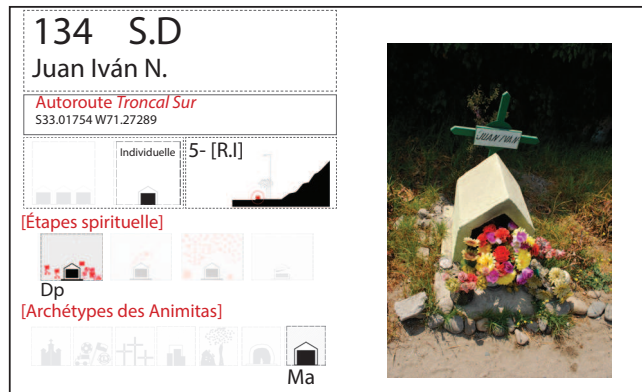 134 S.D
Juan Iván N.
Autoroute Troncal Sur
S33.01754 W71.27289
Individuelle
5- [R.I]
[Étapes spirituelle]
Dp
[Archétypes des Animitas]
Ma
JUAN IVAN